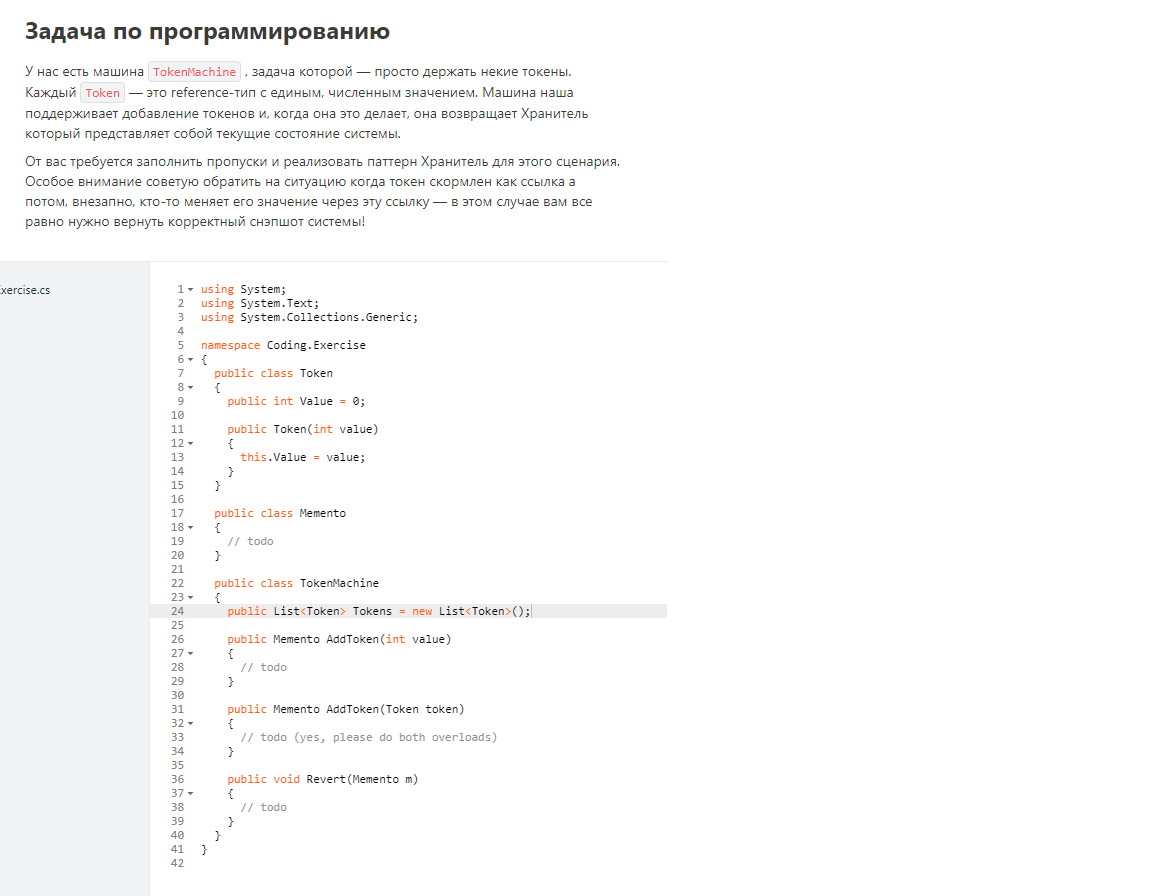 Задача по программированию
У нас есть машина TokenMachine , задача которой — просто держать некие токены.
Каждый Token — это reference-тип с единым, численным значением. Машина наша
поддерживает добавление токенов и, когда она это делает, она возвращает Хранитель
который представляет собой текущие состояние системы.
От вас требуется заполнить пропуски и реализовать паттерн Хранитель для этого сценария.
Особое внимание советую обратить на ситуацию когда токен скормлен как ссылка а
потом, внезапно, кто-то меняет его значение через эту ссылку — в этом случае вам все
равно нужно вернуть корректный снэпшот системы!
xercise.cs
1 using System;
2 using System.Text;
3 using System.Collections.Generic;
4
5 namespace Coding.Exercise
6 {
7 public class Token
8 {
9 public int Value = 0;
10
11 public Token(int value)
12 {
13 this.Value = value;
14 }
15 }
16
17 public class Memento
18 {
19 // todo
20 }
21
22 public class TokenMachine
23 {
24 public List<Token> Tokens = new List<Token>();
25
26 public Memento AddToken(int value)
27 {
28 // todo
29 }
30
31 public Memento AddToken(Token token)
32 {
33 // todo (yes, please do both overloads)
34 }
35
36 public void Revert(Memento m)
37 {
38 // todo
39 }
40 }
41 }
42